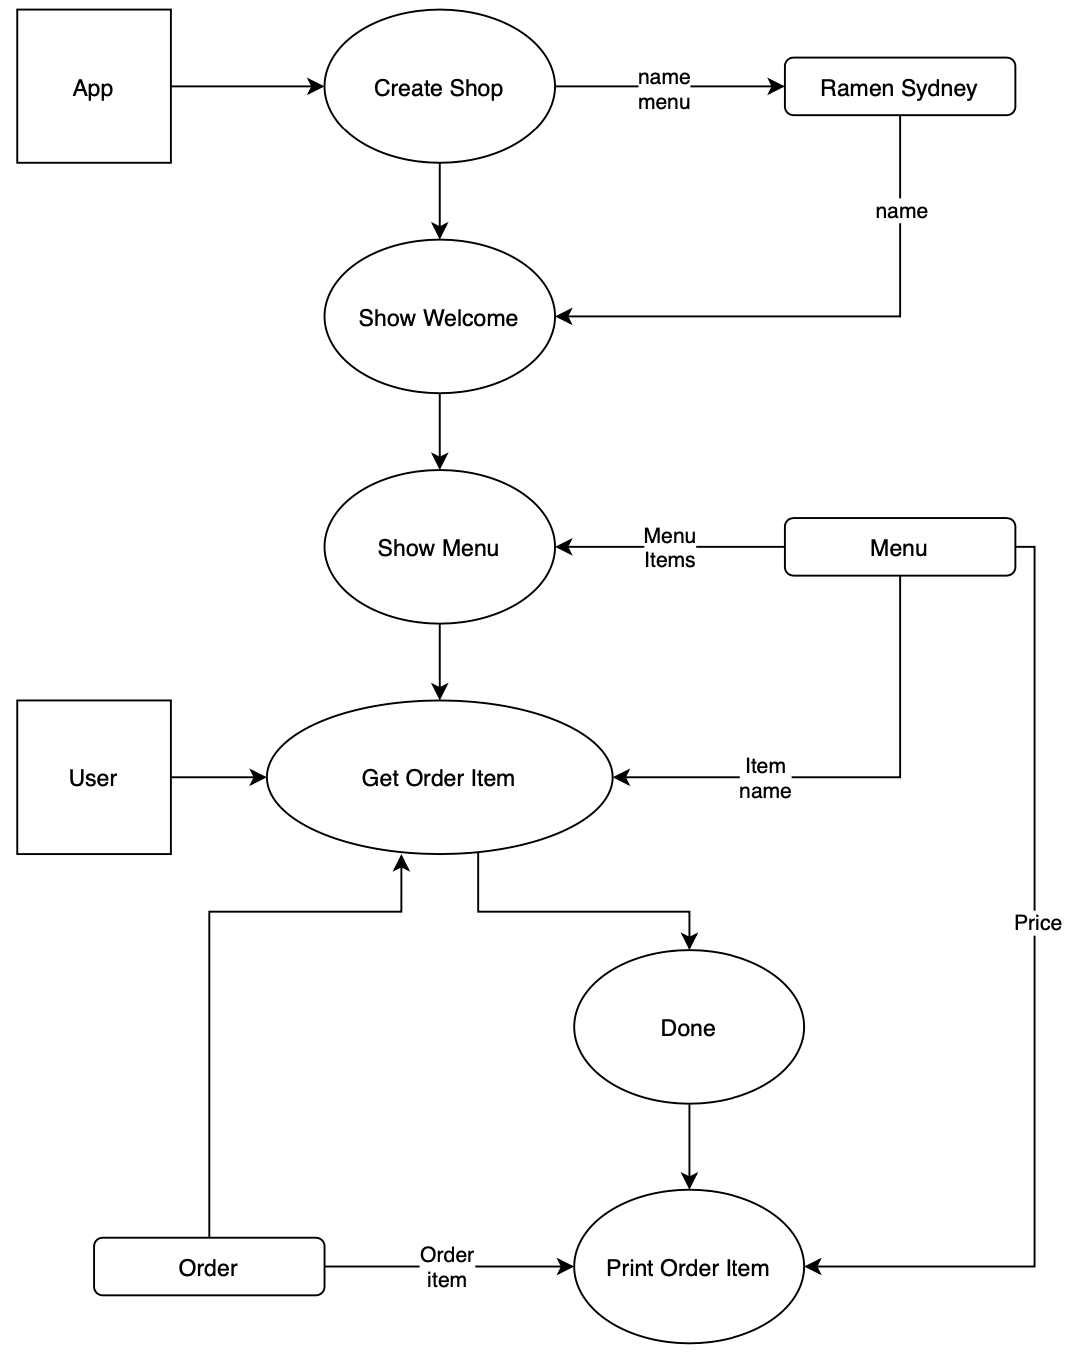 App
Create Shop
name
menu
Ramen Sydney
name
Show Welcome
Show Menu
Menu
Items
Menu
User
Get Order Item
Item
name
Price
Done
Order
Order
item
Print Order Item